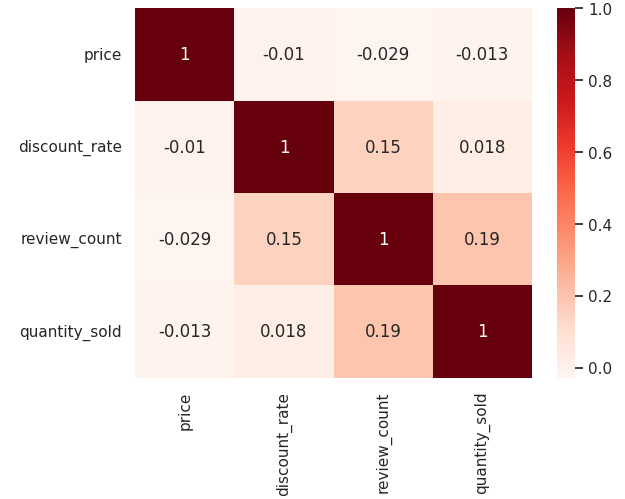 price 1 -0.01 -0.029 -0.013
discount_rate -0.01 1 0.15 0.018
review_count -0.029 0.15 1 0.19
quantity_sold -0.013 0.018 0.19 1
price discount_rate review_count quantity_sold
1.0
0.8
0.6
0.4
0.2
0.0